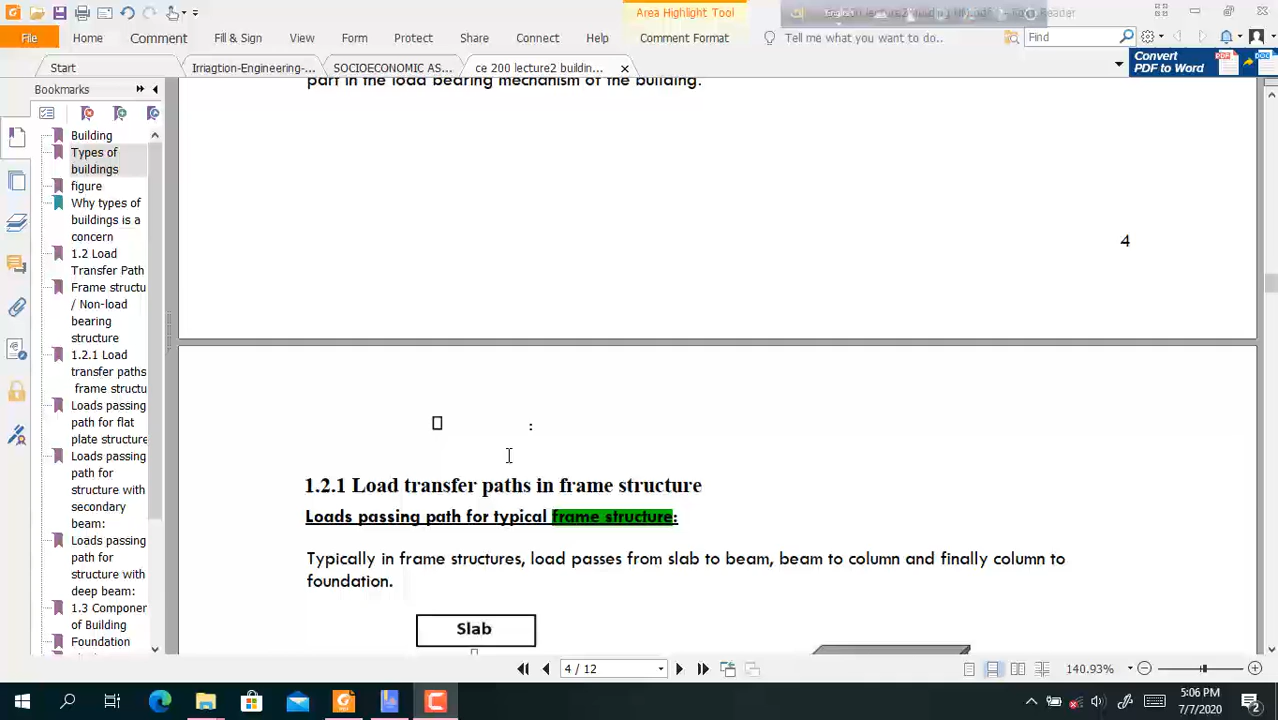 Area Highlight Tool
File
Home
Comment
Fill & Sign
View
Form
Protect
Share
Connect
Help
Comment Format
Tell me what you want to do...
Find
Start
Irriagtion-Engineering-...
SOCIOECONOMIC AS...
ce 200 lecture2 buildin...
Convert
PDF to Word
Bookmarks
Building
Types of
buildings
figure
Why types of
buildings is a
concern
1.2 Load
Transfer Path
Frame structu
/ Non-load
bearing
structure
1.2.1 Load
transfer paths
frame structu
Loads passing
path for flat
plate structure
Loads passing
path for
structure with
secondary
beam:
Loads passing
path for
structure with
deep beam:
1.3 Component
of Building
Foundation
part in the load bearing mechanism of the building.
4
:
1.2.1 Load transfer paths in frame structure
Loads passing path for typical frame structure:
Typically in frame structures, load passes from slab to beam, beam to column and finally column to
foundation.
Slab
4 / 12
140.93%
5:06 PM
7/7/2020
2